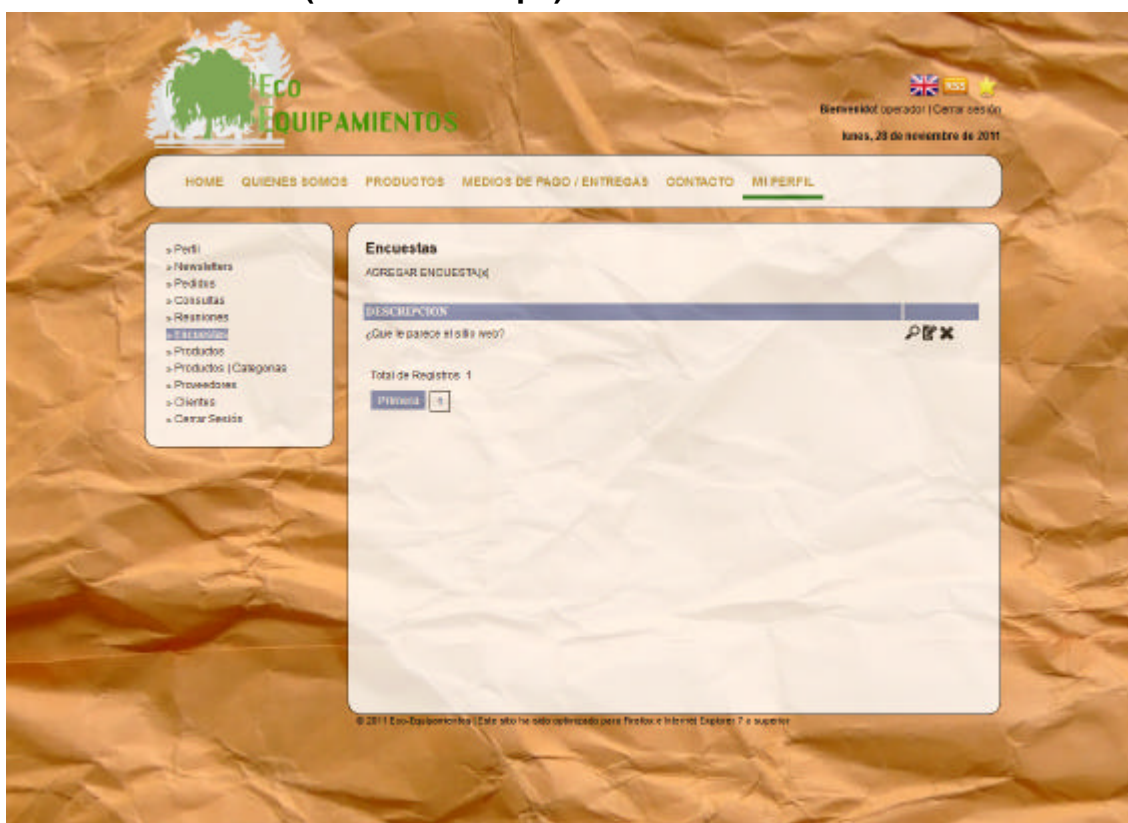 ECO
EQUIPAMIENTOS
RSS
Bienvenido! operador | Cerrar sesión
lunes, 28 de noviembre de 2011
HOME QUIENES SOMOS PRODUCTOS MEDIOS DE PAGO / ENTREGAS CONTACTO MI PERFIL
» Perfil
» Newsletters
» Pedidos
» Consultas
» Reuniones
» Encuestas
» Productos
» Productos | Categorias
» Proveedores
» Clientes
» Cerrar Sesión
Encuestas
AGREGAR ENCUESTA[+]
DESCRIPCION
¿Que le parece el sitio web?
Total de Registros 1
Primera 1
© 2011 Eco-Equipamientos | Este sitio ha sido optimizado para Firefox e Internet Explorer 7 o superior